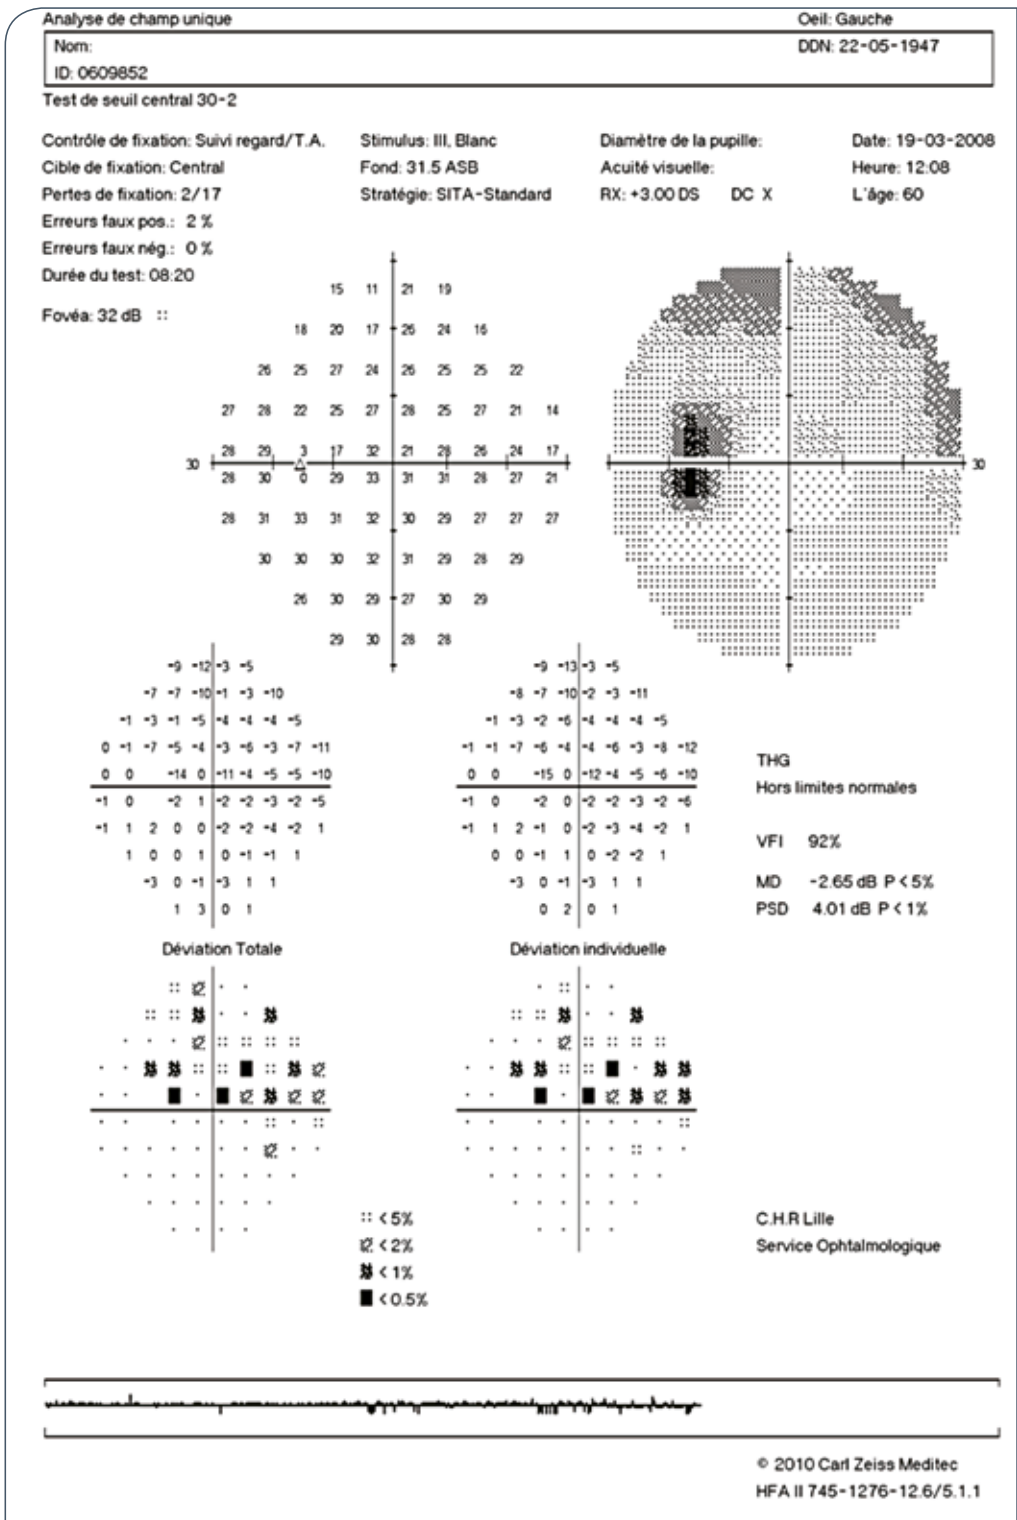 Analyse de champ unique Oeil: Gauche
Nom: DDN: 22-05-1947
ID: 0609852
Test de seuil central 30-2
Contrôle de fixation: Suivi regard/T.A. Stimulus: III, Blanc Diamètre de la pupille: Date: 19-03-2008
Cible de fixation: Central Fond: 31.5 ASB Acuité visuelle: Heure: 12:08
Pertes de fixation: 2/17 Stratégie: SITA-Standard RX: +3.00 DS DC X L'âge: 60
Erreurs faux pos.: 2 %
Erreurs faux nég.: 0 %
Durée du test: 08:20
Fovéa: 32 dB ::
15 11 21 19
18 20 17 26 24 16
26 25 27 24 26 25 25 22
27 28 22 25 27 28 25 27 21 14
28 29 3 17 32 21 28 26 24 17
30 30
28 30 0 29 33 31 31 28 27 21
28 31 33 31 32 30 29 27 27 27
30 30 30 32 31 29 28 29
26 30 29 27 30 29
29 30 28 28
-9 -12 -3 -5 -9 -13 -3 -5
-7 -7 -10 -1 -3 -10 -8 -7 -10 -2 -3 -11
-1 -3 -1 -5 -4 -4 -4 -5 -1 -3 -2 -6 -4 -4 -4 -5
0 -1 -7 -5 -4 -3 -6 -3 -7 -11 -1 -1 -7 -6 -4 -4 -6 -3 -8 -12
0 0 -14 0 -11 -4 -5 -5 -10 0 0 -15 0 -12 -4 -5 -6 -10
-1 0 -2 1 -2 -2 -3 -2 -5 -1 0 -2 0 -2 -2 -3 -2 -6
-1 1 2 0 0 -2 -2 -4 -2 1 -1 1 2 -1 0 -2 -3 -4 -2 1
1 0 0 1 0 -1 -1 1 0 0 -1 1 0 -2 -2 1
-3 0 -1 -3 1 1 -3 0 -1 -3 1 1
1 3 0 1 0 2 0 1
THG
Hors limites normales
VFI 92%
MD -2.65 dB P < 5%
PSD 4.01 dB P < 1%
Déviation Totale Déviation individuelle
:: < 5%
< 2%
< 1%
< 0.5%
C.H.R Lille
Service Ophtalmologique
© 2010 Carl Zeiss Meditec
HFA II 745-1276-12.6/5.1.1